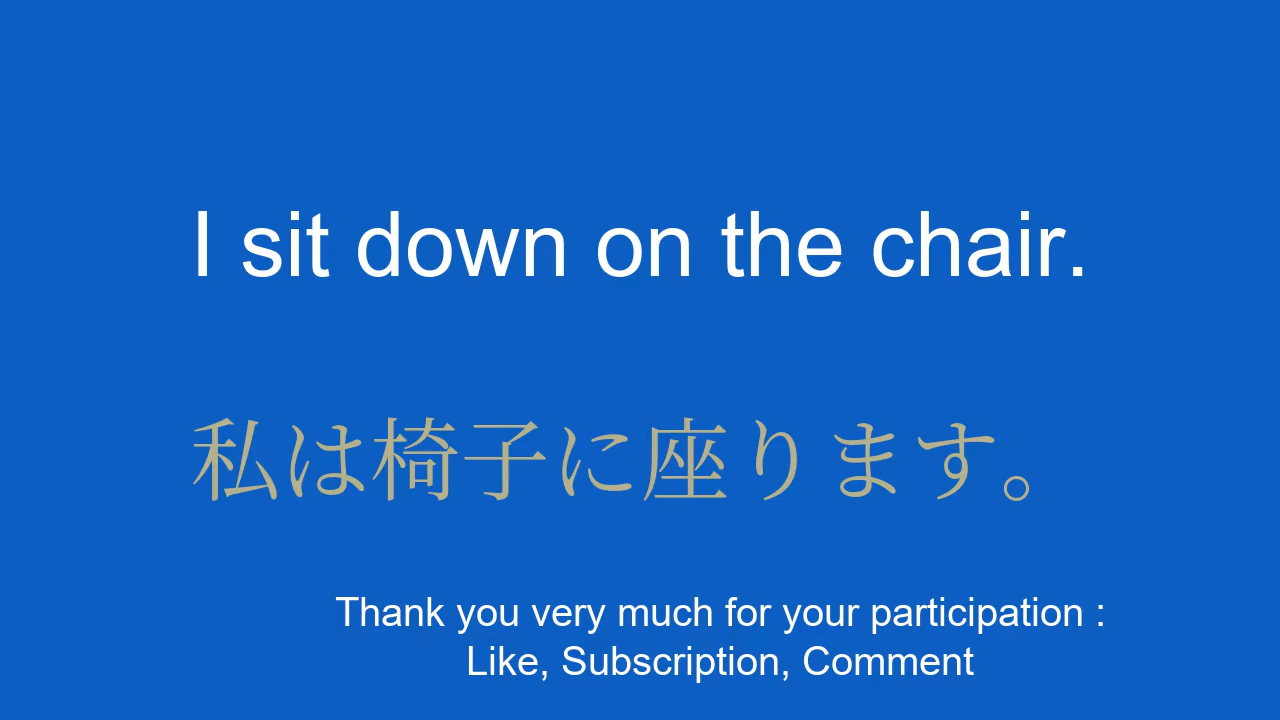 I sit down on the chair.
私は椅子に座ります。
Thank you very much for your participation :
Like, Subscription, Comment